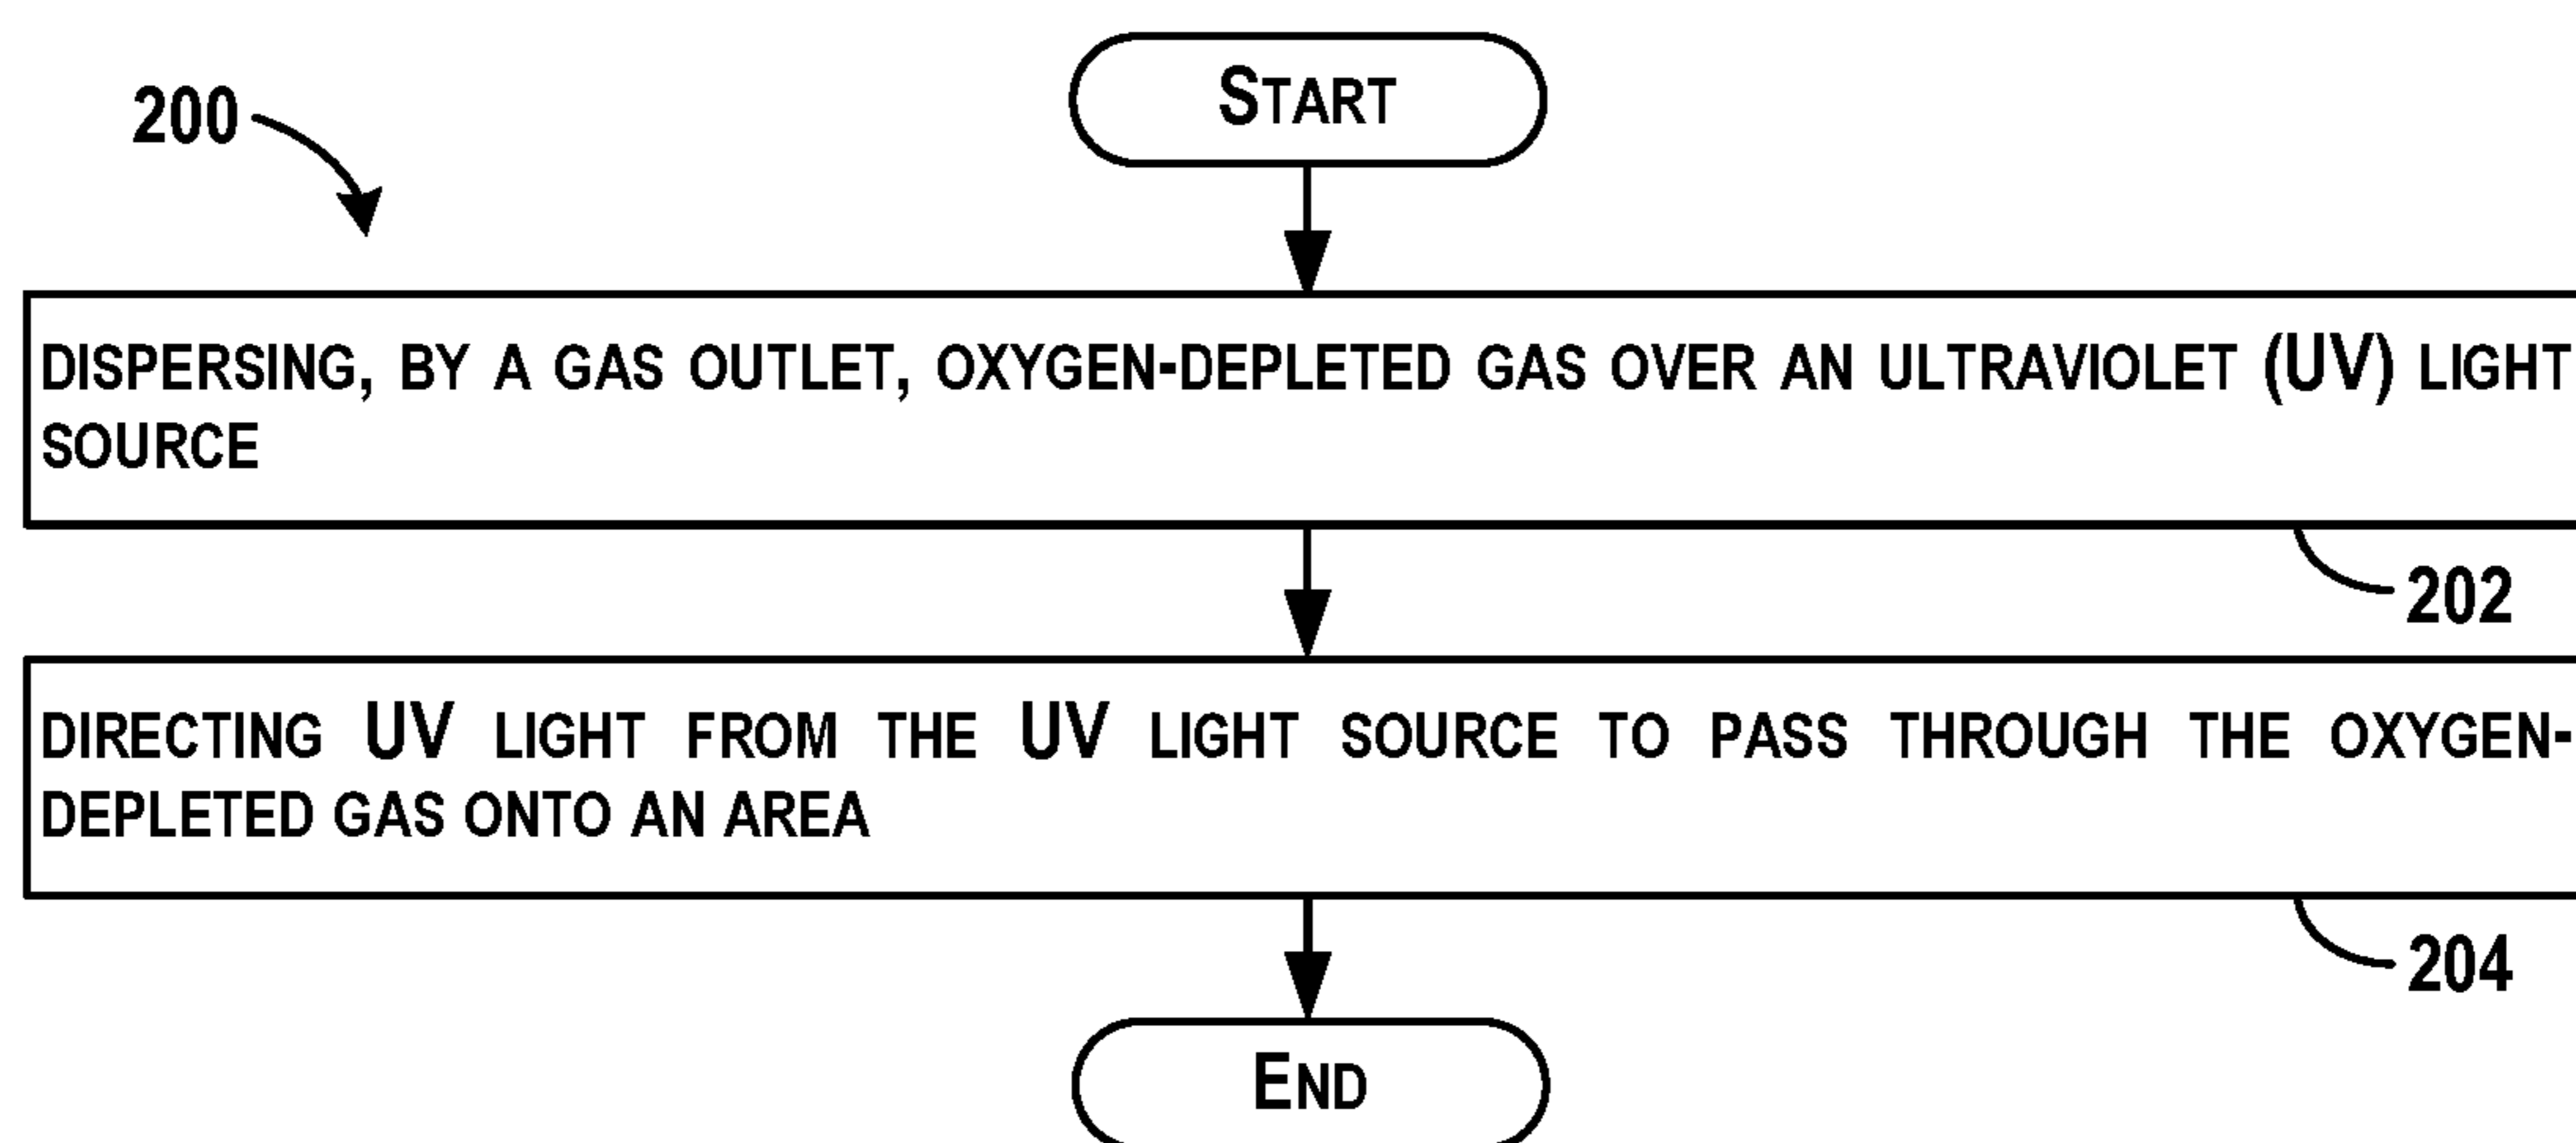 START
200
DISPERSING, BY A GAS OUTLET, OXYGEN-DEPLETED GAS OVER AN ULTRAVIOLET (UV) LIGHT
SOURCE
202
DIRECTING UV LIGHT FROM THE UV LIGHT SOURCE TO PASS THROUGH THE OXYGEN-
DEPLETED GAS ONTO AN AREA
204
END